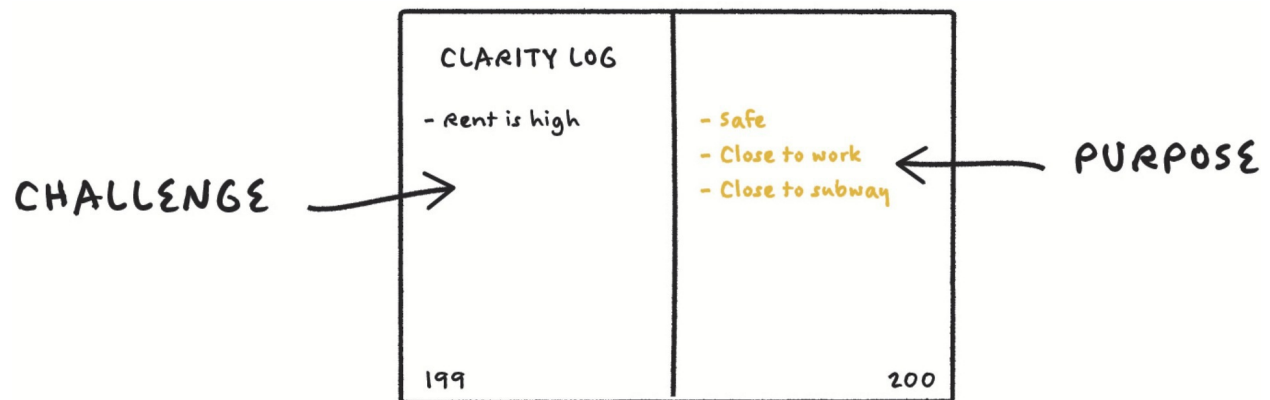 CLARITY LOG
- Rent is high
- Safe
- Close to work
- Close to subway
CHALLENGE
PURPOSE
199
200